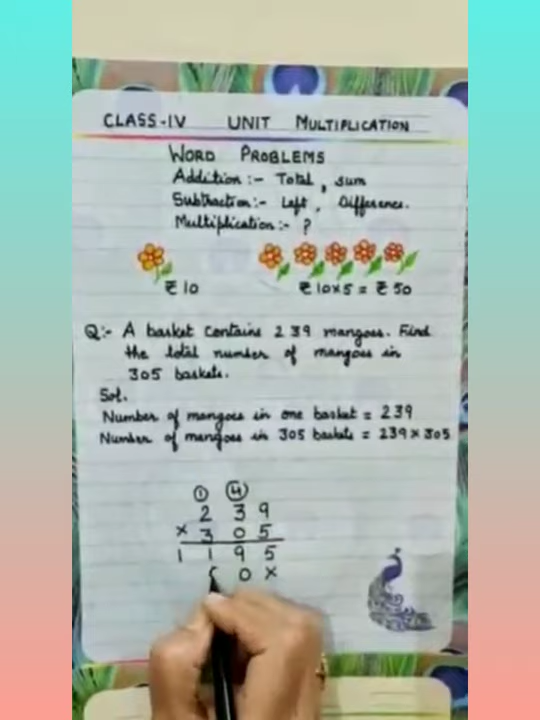 CLASS-IV UNIT MULTIPLICATION
WORD PROBLEMS
Addition:- Total, sum
Subtraction:- Left, Difference.
Multiplication:- ?
₹ 10 ₹ 10×5 = ₹ 50
Q:- A basket contains 239 mangoes. Find
the total number of mangoes in
305 baskets.
Sol.
Number of mangoes in one basket = 239
Number of mangoes in 305 baskets = 239×305
1 4
2 3 9
× 3 0 5
1 1 9 5
0 ×